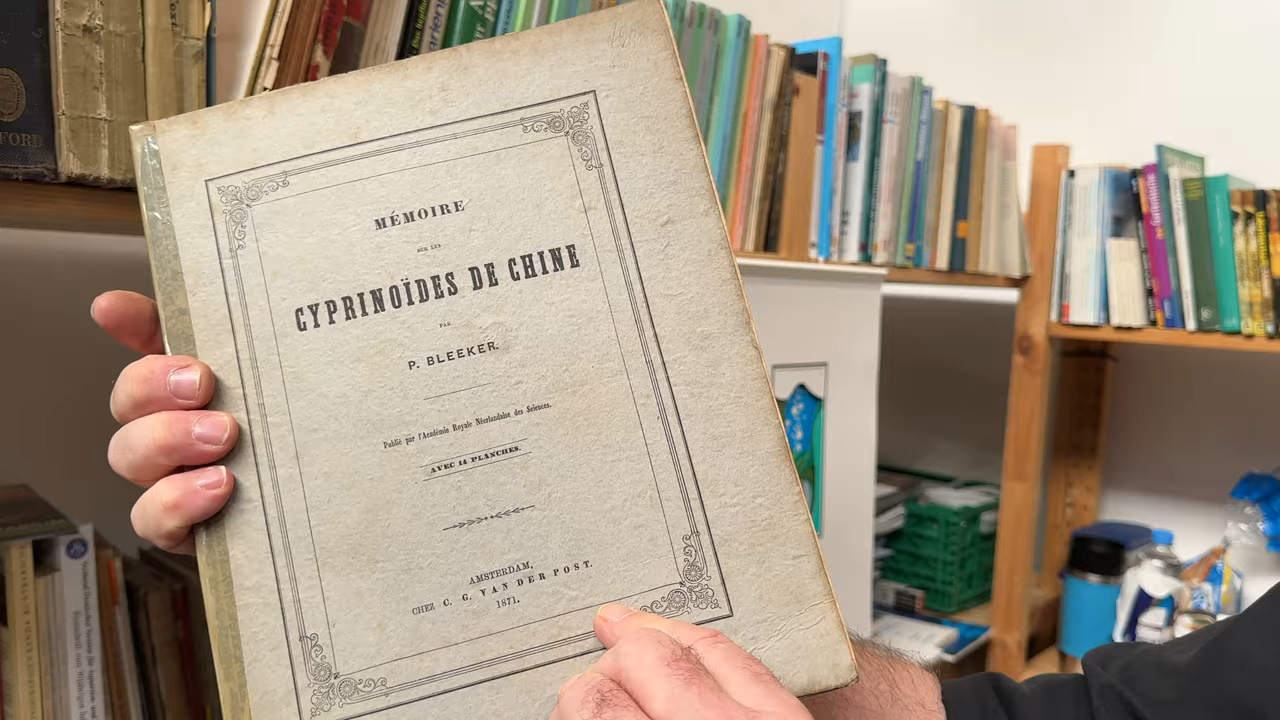 MÉMOIRE
SUR LES
CYPRINOÏDES DE CHINE
PAR
P. BLEEKER.
Publié par l'Académie Royale Néerlandaise des Sciences.
AVEC 14 PLANCHES.
AMSTERDAM,
CHEZ C. G. VAN DER POST.
1871.
FORD